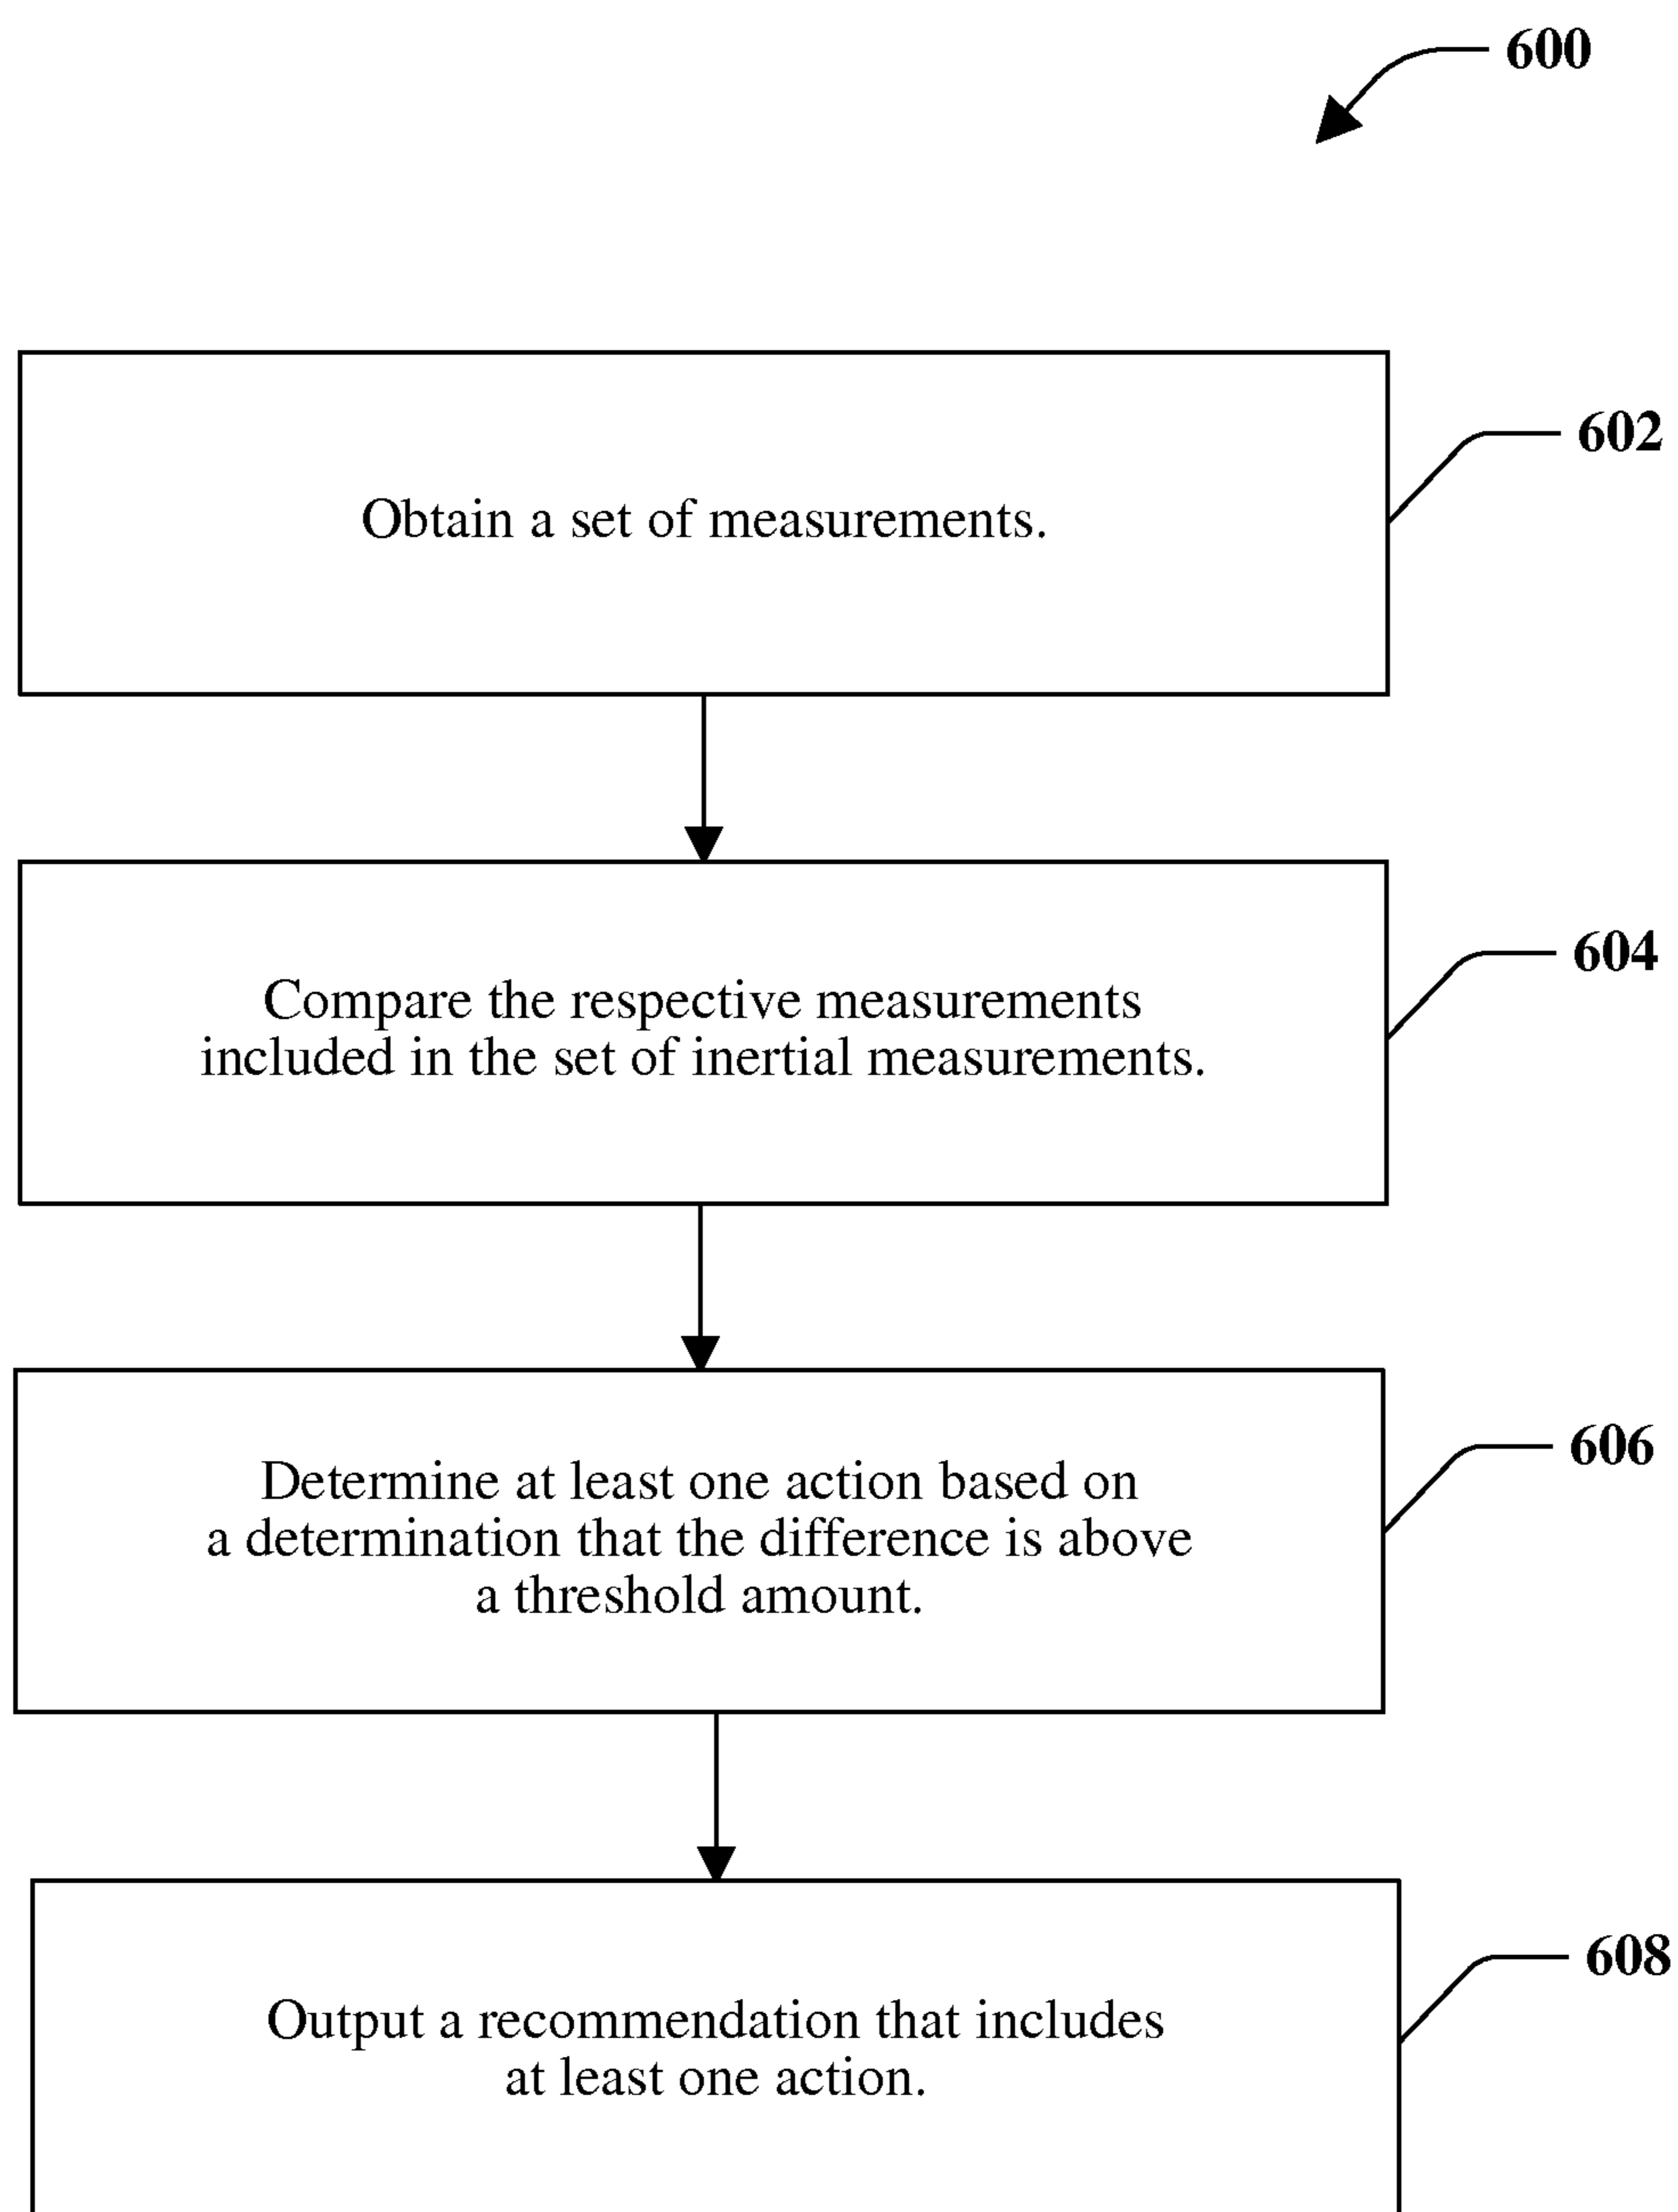 600
Obtain a set of measurements.
602
Compare the respective measurements
included in the set of inertial measurements.
604
Determine at least one action based on
a determination that the difference is above
a threshold amount.
606
Output a recommendation that includes
at least one action.
608